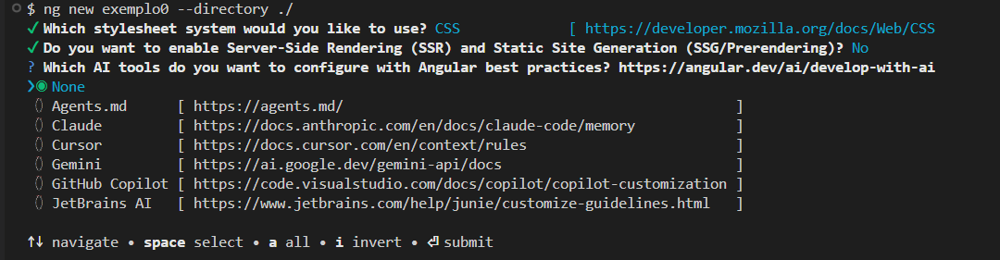 $ ng new exemplo0 --directory ./
✔ Which stylesheet system would you like to use? CSS [ https://developer.mozilla.org/docs/Web/CSS
✔ Do you want to enable Server-Side Rendering (SSR) and Static Site Generation (SSG/Prerendering)? No
? Which AI tools do you want to configure with Angular best practices? https://angular.dev/ai/develop-with-ai
❯◉ None
◯ Agents.md [ https://agents.md/ ]
◯ Claude [ https://docs.anthropic.com/en/docs/claude-code/memory ]
◯ Cursor [ https://docs.cursor.com/en/context/rules ]
◯ Gemini [ https://ai.google.dev/gemini-api/docs ]
◯ GitHub Copilot [ https://code.visualstudio.com/docs/copilot/copilot-customization ]
◯ JetBrains AI [ https://www.jetbrains.com/help/junie/customize-guidelines.html ]
↑↓ navigate • space select • a all • i invert • ⏎ submit